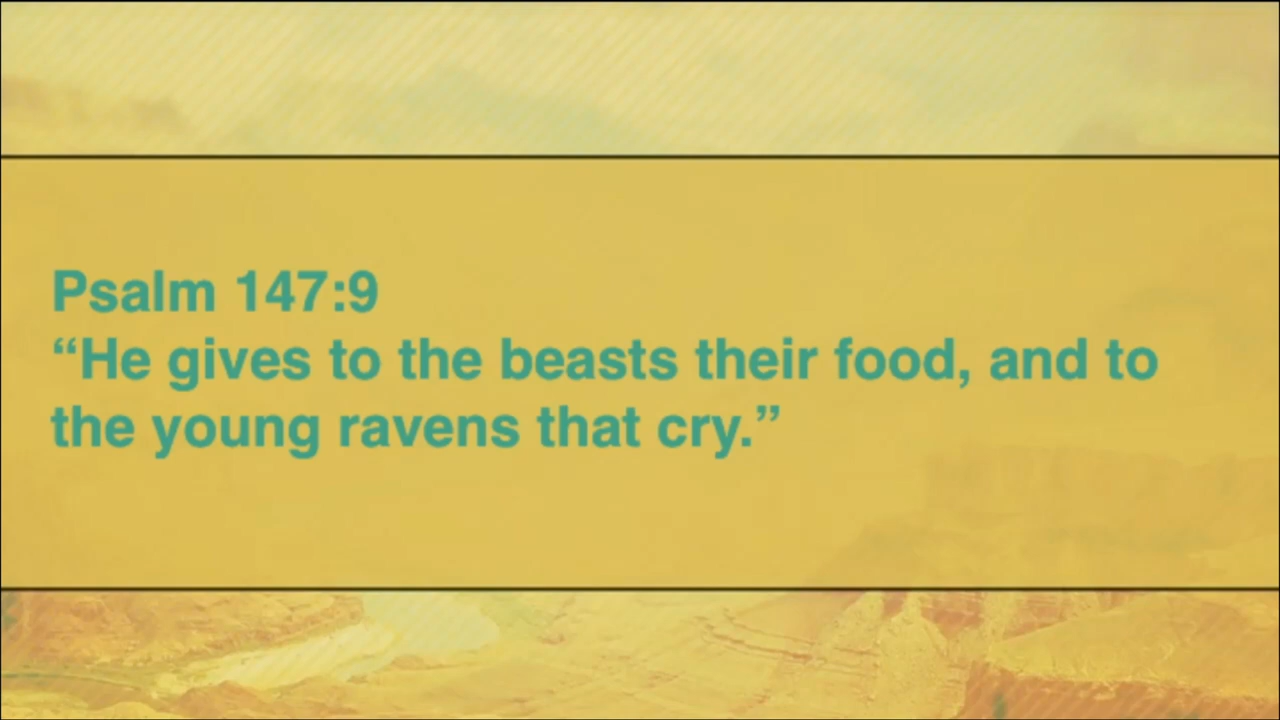 Psalm 147:9
“He gives to the beasts their food, and to
the young ravens that cry.”